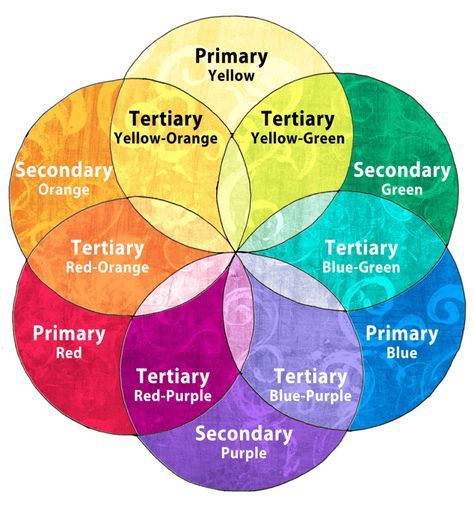 Primary
Yellow
Tertiary
Yellow-Orange
Tertiary
Yellow-Green
Secondary
Orange
Secondary
Green
Tertiary
Red-Orange
Tertiary
Blue-Green
Primary
Red
Primary
Blue
Tertiary
Red-Purple
Tertiary
Blue-Purple
Secondary
Purple